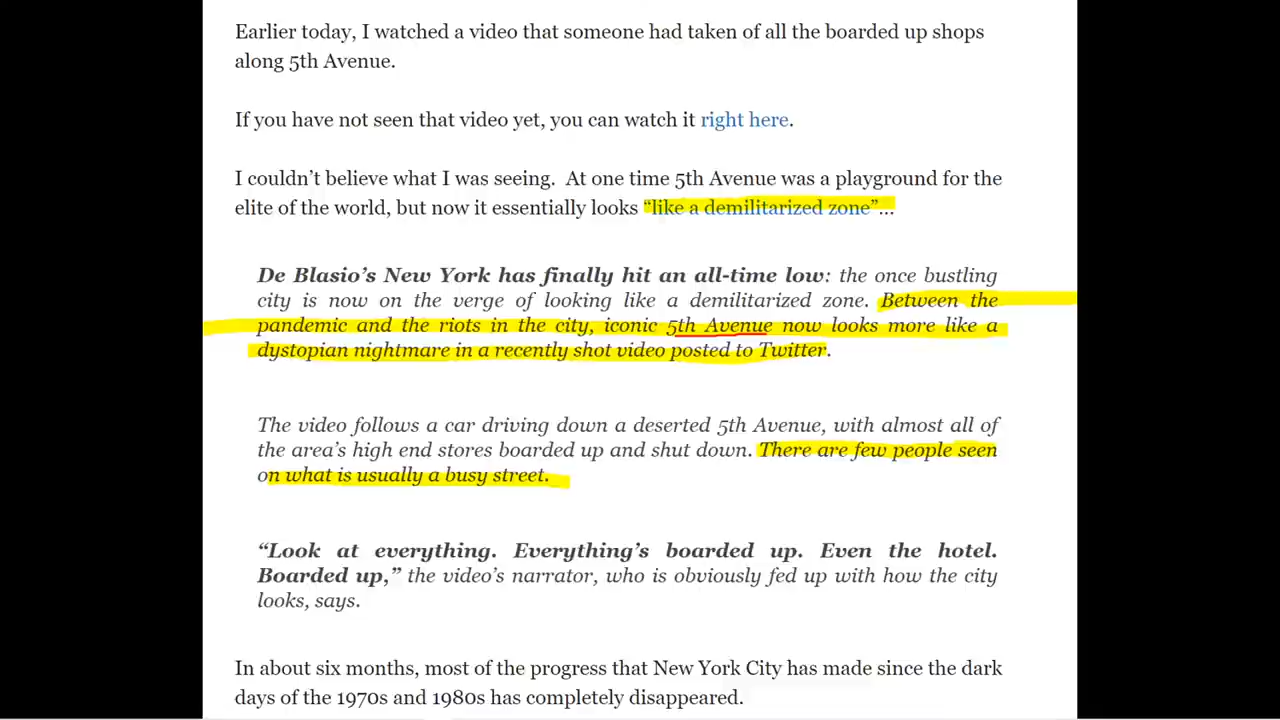 Earlier today, I watched a video that someone had taken of all the boarded up shops
along 5th Avenue.
If you have not seen that video yet, you can watch it right here.
I couldn’t believe what I was seeing.  At one time 5th Avenue was a playground for the
elite of the world, but now it essentially looks “like a demilitarized zone”…
De Blasio’s New York has finally hit an all-time low: the once bustling
city is now on the verge of looking like a demilitarized zone. Between the
pandemic and the riots in the city, iconic 5th Avenue now looks more like a
dystopian nightmare in a recently shot video posted to Twitter.
The video follows a car driving down a deserted 5th Avenue, with almost all of
the area’s high end stores boarded up and shut down. There are few people seen
on what is usually a busy street.
“Look at everything. Everything’s boarded up. Even the hotel.
Boarded up,” the video’s narrator, who is obviously fed up with how the city
looks, says.
In about six months, most of the progress that New York City has made since the dark
days of the 1970s and 1980s has completely disappeared.